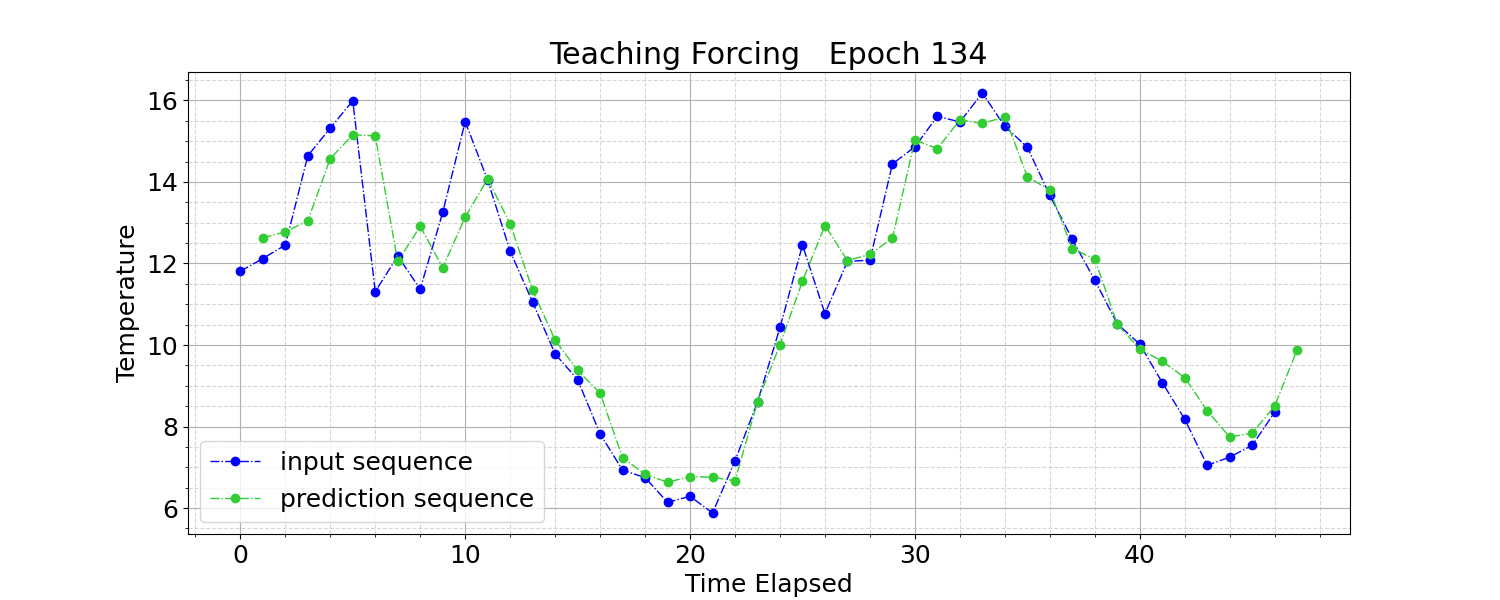 Teaching Forcing   Epoch 134
Temperature
16
14
12
10
8
6
input sequence
prediction sequence
0 10 20 30 40
Time Elapsed